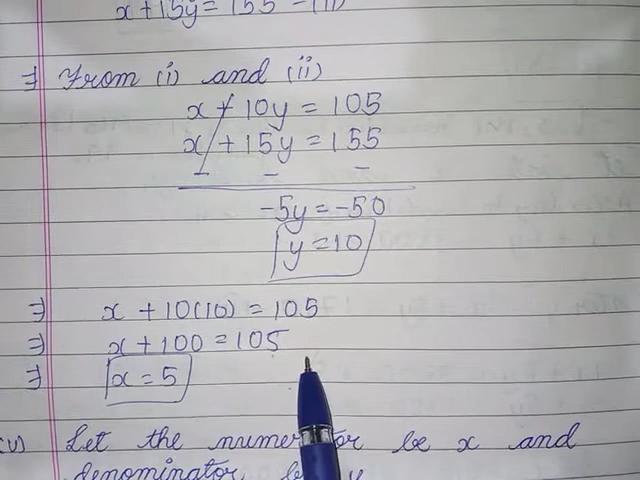 x + 15y = 155 - (ii)
⇒ From (i) and (ii)
x + 10y = 105
x + 15y = 155
- - -
-5y = -50
y = 10
⇒ x + 10(10) = 105
⇒ x + 100 = 105
⇒ x = 5
(v) Let the numerator be x and
denominator be y